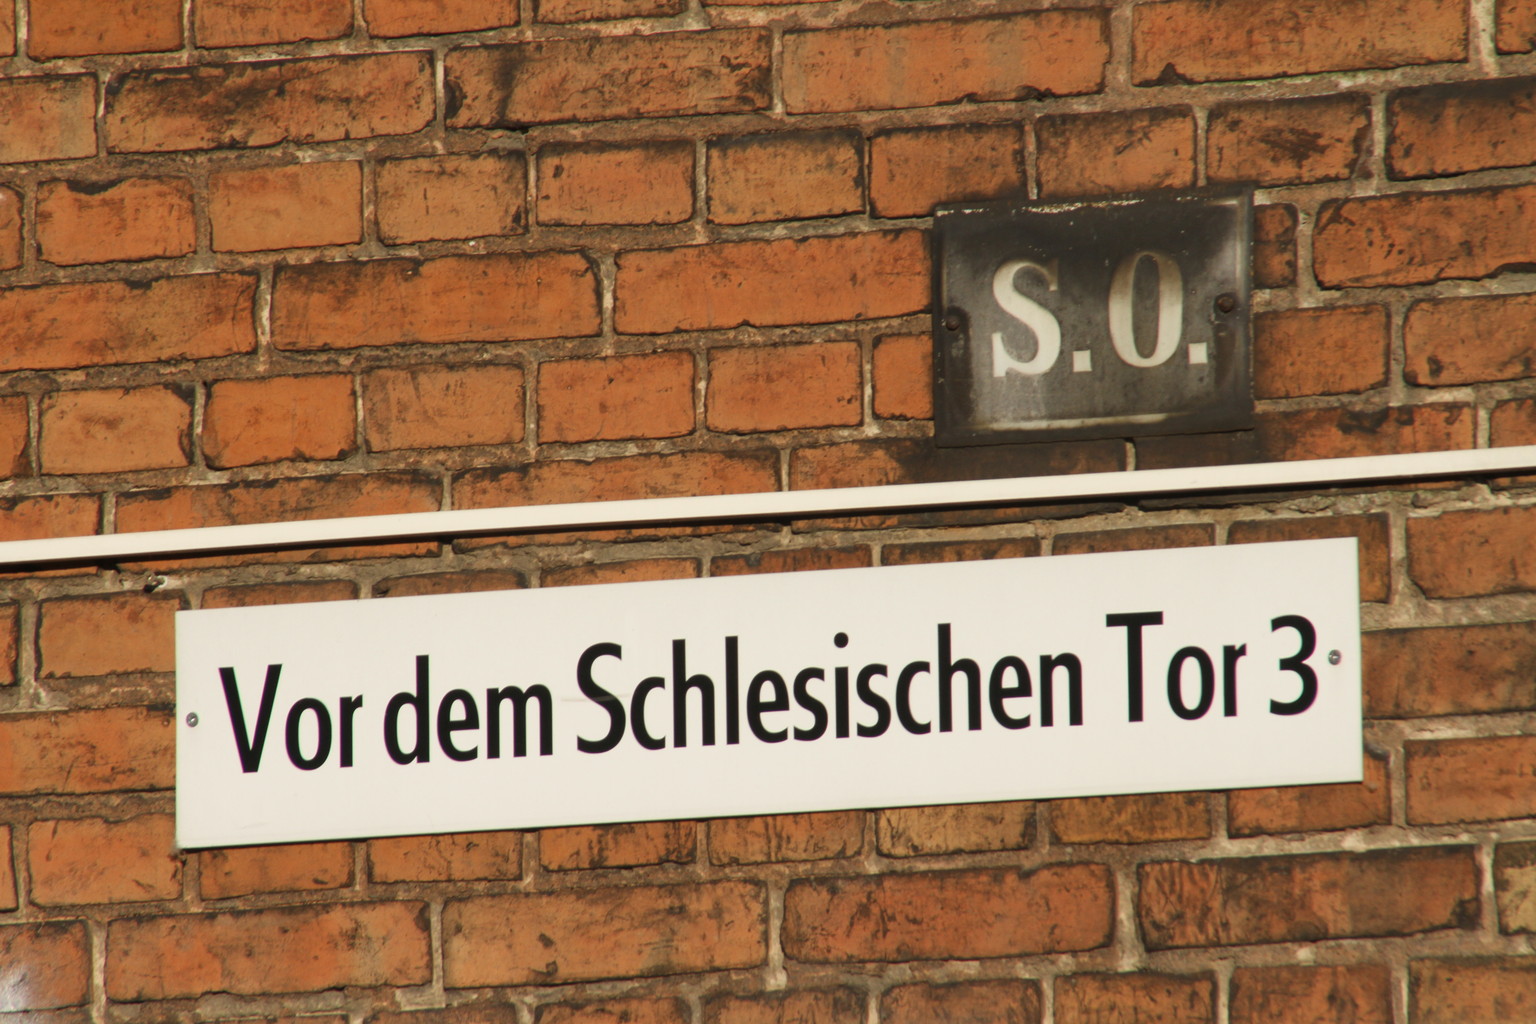 S.O.
Vor dem Schlesischen Tor 3